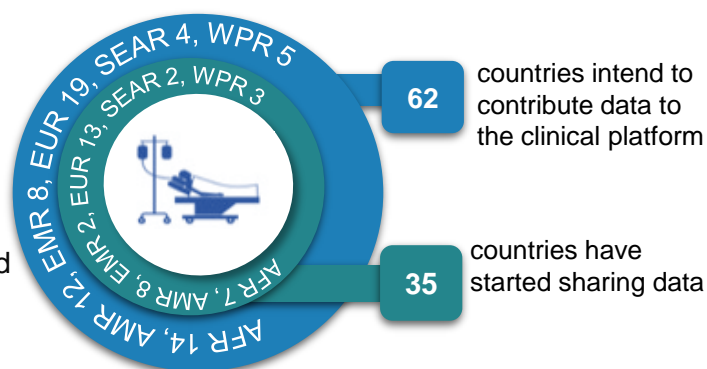 AFR 14, AMR 12, EMR 8, EUR 19, SEAR 4, WPR 5
AFR 7, AMR 8, EMR 2, EUR 13, SEAR 2, WPR 3
62
countries intend to
contribute data to
the clinical platform
35
countries have
started sharing data